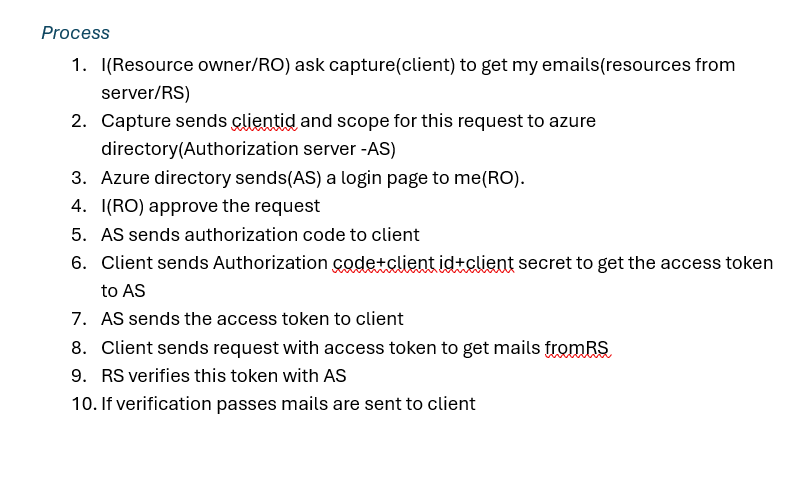 Process
1. I(Resource owner/RO) ask capture(client) to get my emails(resources from
server/RS)
2. Capture sends clientid and scope for this request to azure
directory(Authorization server -AS)
3. Azure directory sends(AS) a login page to me(RO).
4. I(RO) approve the request
5. AS sends authorization code to client
6. Client sends Authorization code+client id+client secret to get the access token
to AS
7. AS sends the access token to client
8. Client sends request with access token to get mails fromRS
9. RS verifies this token with AS
10. If verification passes mails are sent to client